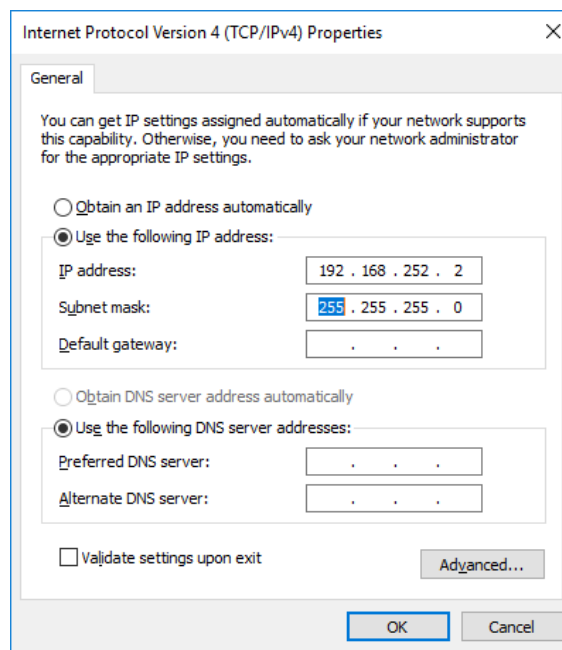 Internet Protocol Version 4 (TCP/IPv4) Properties
General
You can get IP settings assigned automatically if your network supports
this capability. Otherwise, you need to ask your network administrator
for the appropriate IP settings.
Obtain an IP address automatically
Use the following IP address:
IP address: 192 . 168 . 252 . 2
Subnet mask: 255 . 255 . 255 . 0
Default gateway: . . .
Obtain DNS server address automatically
Use the following DNS server addresses:
Preferred DNS server: . . .
Alternate DNS server: . . .
Validate settings upon exit
Advanced...
OK Cancel